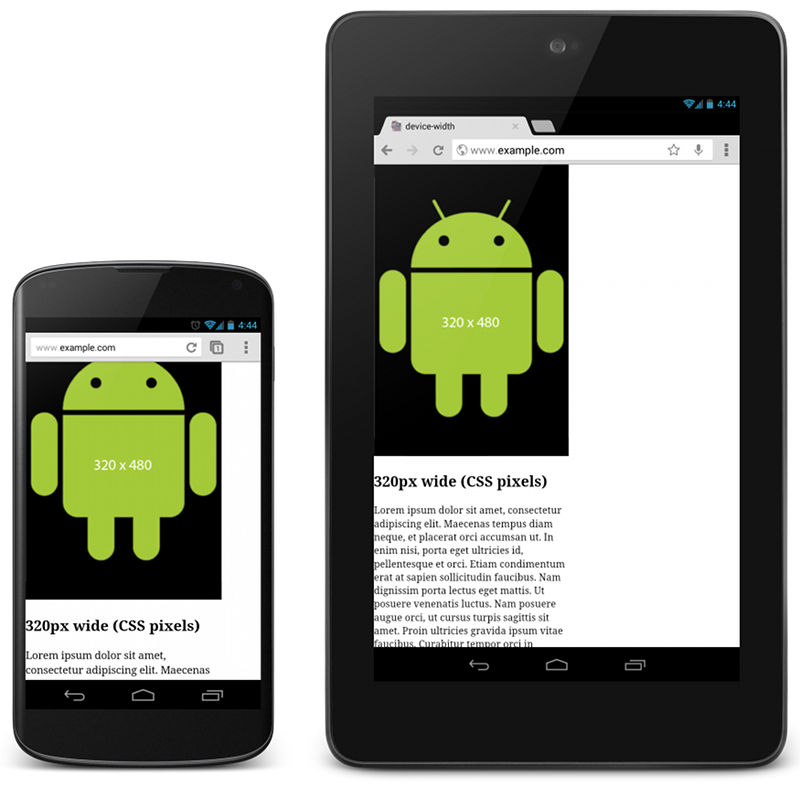 4:44
www.example.com
1
320 x 480
320px wide (CSS pixels)
Lorem ipsum dolor sit amet,
consectetur adipiscing elit. Maecenas
4:44
device-width
www.example.com
320 x 480
320px wide (CSS pixels)
Lorem ipsum dolor sit amet, consectetur
adipiscing elit. Maecenas tempus diam
neque, et placerat orci accumsan ut. In
enim nisi, porta eget ultricies id,
pellentesque et orci. Etiam condimentum
erat at sapien sollicitudin faucibus. Nam
dignissim porta lectus eget mattis. Ut
posuere venenatis luctus. Nam posuere
augue orci, ut cursus turpis sagittis sit
amet. Proin ultricies gravida ipsum vitae
faucibus. Curabitur tempor orci in